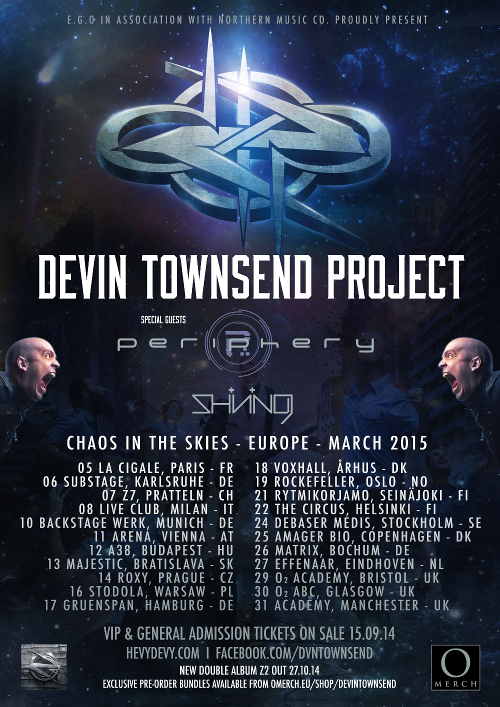 E.G.O IN ASSOCIATION WITH NORTHERN MUSIC CO. PROUDLY PRESENT
DEVIN TOWNSEND PROJECT
SPECIAL GUESTS
periphery
SHINING
CHAOS IN THE SKIES - EUROPE - MARCH 2015
05 LA CIGALE, PARIS - FR
06 SUBSTAGE, KARLSRUHE - DE
07 Z7, PRATTELN - CH
08 LIVE CLUB, MILAN - IT
10 BACKSTAGE WERK, MUNICH - DE
11 ARENA, VIENNA - AT
12 A38, BUDAPEST - HU
13 MAJESTIC, BRATISLAVA - SK
14 ROXY, PRAGUE - CZ
16 STODOLA, WARSAW - PL
17 GRUENSPAN, HAMBURG - DE
18 VOXHALL, ÅRHUS - DK
19 ROCKEFELLER, OSLO - NO
21 RYTMIKORJAMO, SEINÄJOKI - FI
22 THE CIRCUS, HELSINKI - FI
24 DEBASER MEDIS, STOCKHOLM - SE
25 AMAGER BIO, COPENHAGEN - DK
26 MATRIX, BOCHUM - DE
27 EFFENAAR, EINDHOVEN - NL
29 O₂ ACADEMY, BRISTOL - UK
30 O₂ ABC, GLASGOW - UK
31 ACADEMY, MANCHESTER - UK
VIP & GENERAL ADMISSION TICKETS ON SALE 15.09.14
HEVYDEVY.COM | FACEBOOK.COM/DVNTOWNSEND
NEW DOUBLE ALBUM Z2 OUT 27.10.14
EXCLUSIVE PRE-ORDER BUNDLES AVAILABLE FROM OMERCH.EU/SHOP/DEVINTOWNSEND
O
MERCH